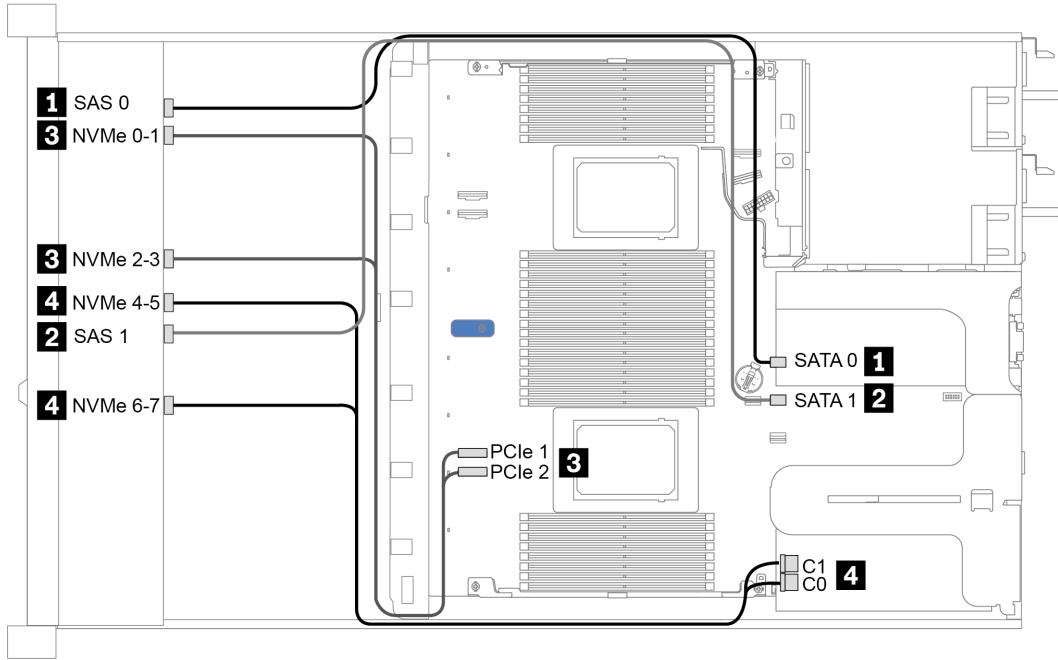 1 SAS 0
3 NVMe 0-1
3 NVMe 2-3
4 NVMe 4-5
2 SAS 1
4 NVMe 6-7
SATA 0 1
SATA 1 2
PCIe 1
PCIe 2
3
C1
C0
4